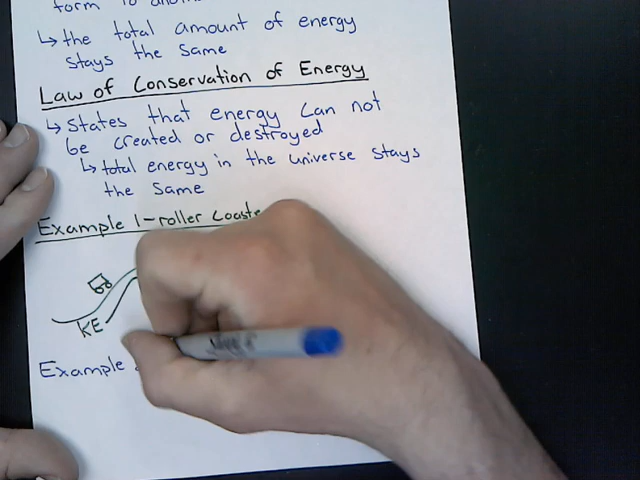 form
↳ the total amount of energy
stays the same
Law of Conservation of Energy
↳ States that energy can not
be created or destroyed
↳ total energy in the universe stays
the same
Example 1-roller
KE
Example